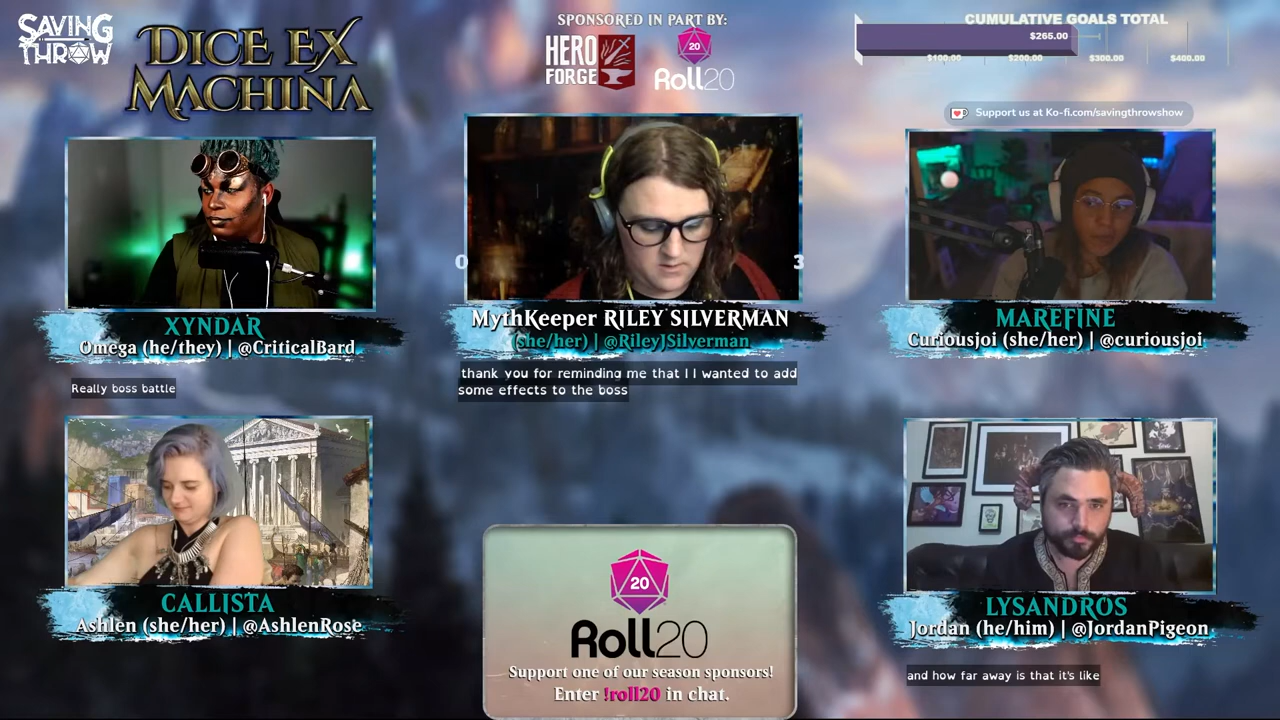 SAVING
THROW
DICE EX
MACHINA
SPONSORED IN PART BY:
HERO
FORGE
20
Roll20
CUMULATIVE GOALS TOTAL
$265.00
$100.00 $200.00 $300.00 $400.00
Support us at Ko-fi.com/savingthrowshow
0
3
XYNDAR
Omega (he/they) | @CriticalBard
Really boss battle
MythKeeper RILEY SILVERMAN
(she/her) | @RileyJSilverman
thank you for reminding me that I I wanted to add
some effects to the boss
MAREFINE
Curiousjoi (she/her) | @curiousjoi
CALLISTA
Ashlen (she/her) | @AshlenRose
20
Roll20
Support one of our season sponsors!
Enter !roll20 in chat.
LYSANDROS
Jordan (he/him) | @JordanPigeon
and how far away is that it's like